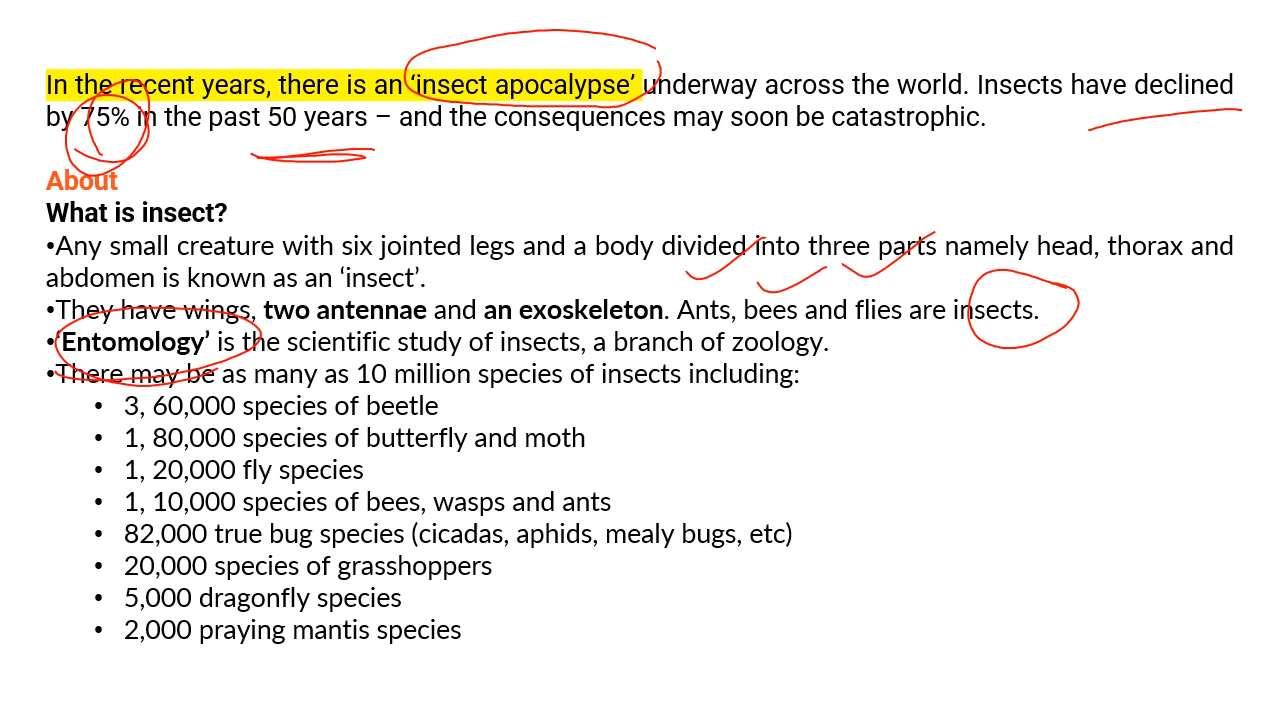 In the recent years, there is an ‘insect apocalypse’ underway across the world. Insects have declined
by 75% in the past 50 years – and the consequences may soon be catastrophic.
About
What is insect?
•Any small creature with six jointed legs and a body divided into three parts namely head, thorax and
abdomen is known as an ‘insect’.
•They have wings, two antennae and an exoskeleton. Ants, bees and flies are insects.
•‘Entomology’ is the scientific study of insects, a branch of zoology.
•There may be as many as 10 million species of insects including:
• 3, 60,000 species of beetle
• 1, 80,000 species of butterfly and moth
• 1, 20,000 fly species
• 1, 10,000 species of bees, wasps and ants
• 82,000 true bug species (cicadas, aphids, mealy bugs, etc)
• 20,000 species of grasshoppers
• 5,000 dragonfly species
• 2,000 praying mantis species